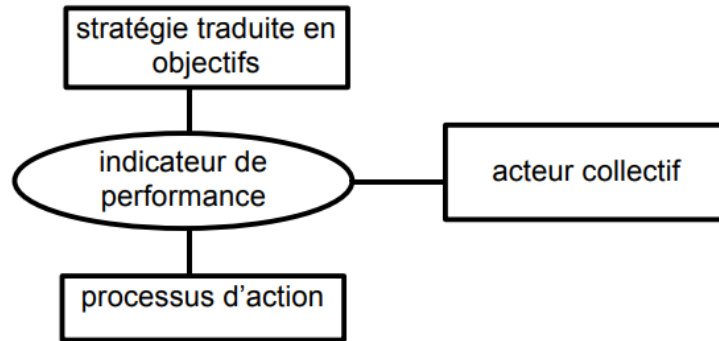 stratégie traduite en
objectifs
indicateur de
performance
acteur collectif
processus d'action